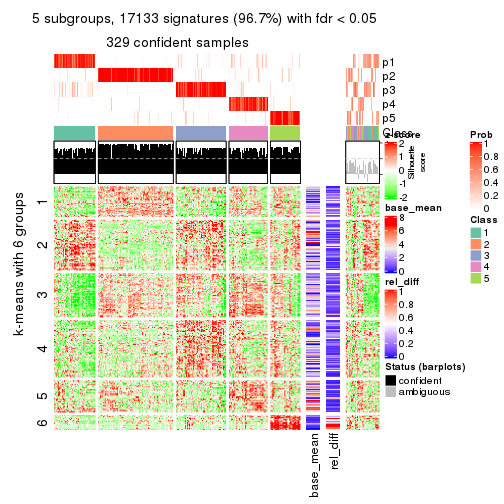 5 subgroups, 17133 signatures (96.7%) with fdr < 0.05
329 confident samples
p1
p2
p3
p4
p5
Class
Silhouette
score
k-means with 6 groups
1
2
3
4
5
6
base_mean
rel_diff
z-score
2
1
0
-1
-2
base_mean
8
6
4
2
0
rel_diff
1
0.8
0.6
0.4
0.2
0
Status (barplots)
confident
ambiguous
Prob
1
0.8
0.6
0.4
0.2
0
Class
1
2
3
4
5